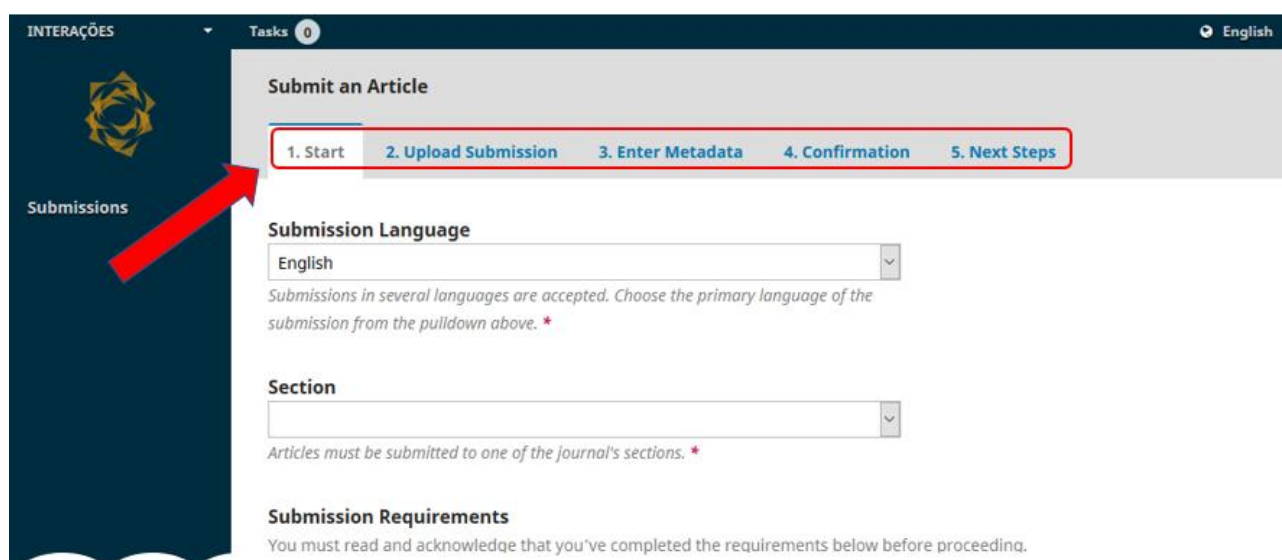 INTERAÇÕES Tasks 0 English
Submit an Article
1. Start 2. Upload Submission 3. Enter Metadata 4. Confirmation 5. Next Steps
Submissions
Submission Language
English
Submissions in several languages are accepted. Choose the primary language of the
submission from the pulldown above. *
Section
Articles must be submitted to one of the journal's sections. *
Submission Requirements
You must read and acknowledge that you've completed the requirements below before proceeding.